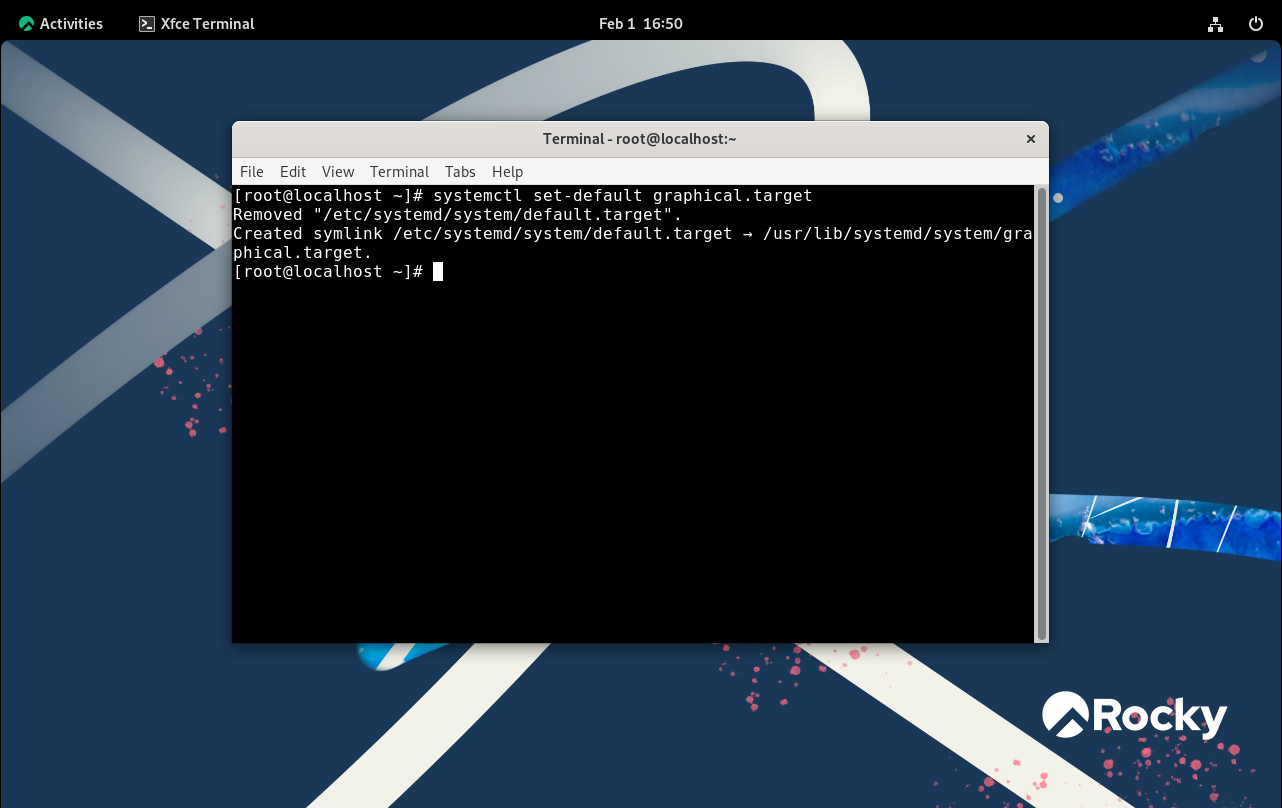 Activities Xfce Terminal Feb 1 16:50
Terminal - root@localhost:~ ×
File Edit View Terminal Tabs Help
[root@localhost ~]# systemctl set-default graphical.target
Removed "/etc/systemd/system/default.target".
Created symlink /etc/systemd/system/default.target → /usr/lib/systemd/system/gra
phical.target.
[root@localhost ~]#
Rocky